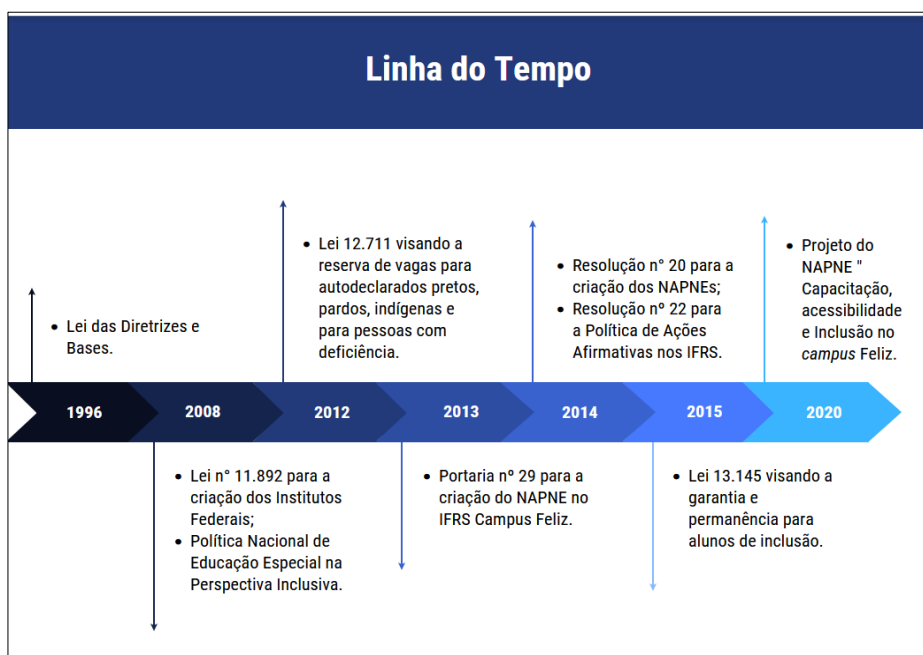 Linha do Tempo
• Lei das Diretrizes e
Bases.
• Lei 12.711 visando a
reserva de vagas para
autodeclarados pretos,
pardos, indígenas e
para pessoas com
deficiência.
• Resolução n° 20 para a
criação dos NAPNEs;
• Resolução nº 22 para
a Política de Ações
Afirmativas nos IFRS.
• Projeto do
NAPNE "
Capacitação,
acessibilidade
e Inclusão no
campus Feliz.
1996
2008
2012
2013
2014
2015
2020
• Lei n° 11.892 para a
criação dos Institutos
Federais;
• Política Nacional de
Educação Especial na
Perspectiva Inclusiva.
• Portaria nº 29 para a
criação do NAPNE no
IFRS Campus Feliz.
• Lei 13.145 visando a
garantia e
permanência para
alunos de inclusão.